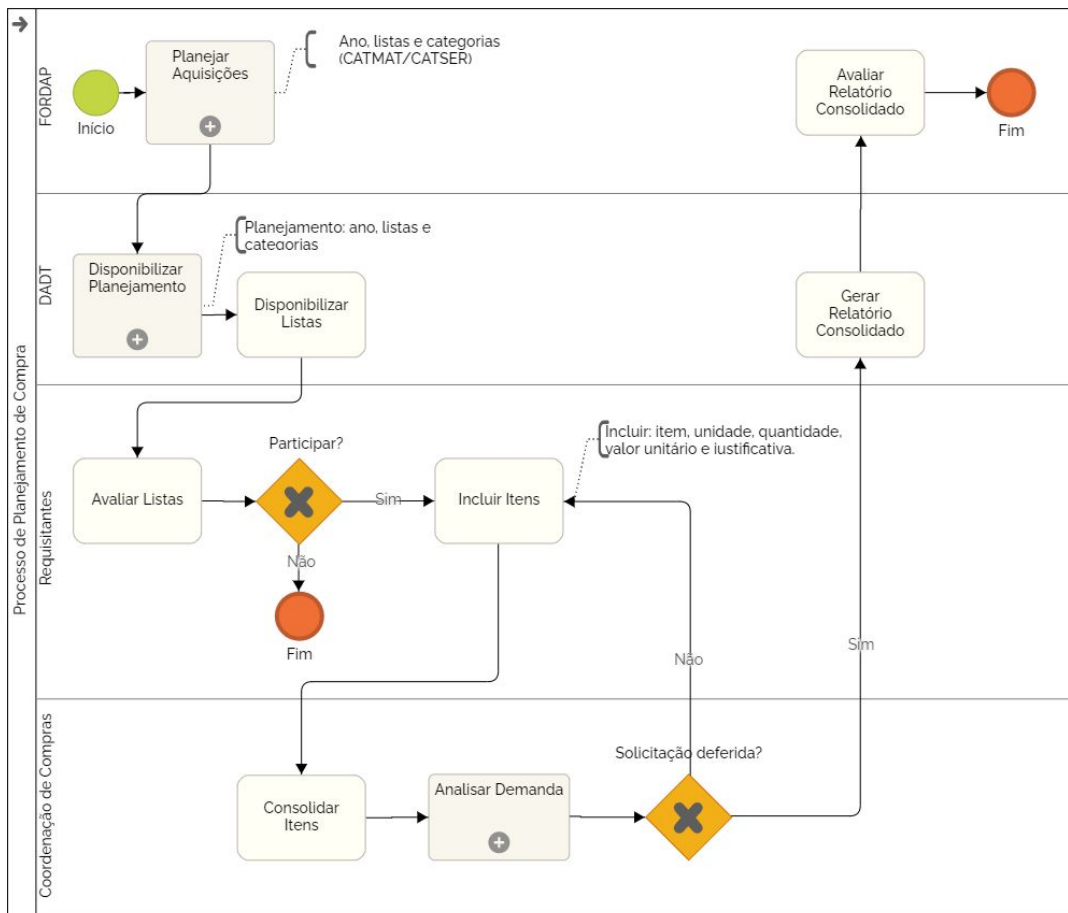 Processo de Planejamento de Compra
FORDAP
Início
Planejar
Aquisições
Ano, listas e categorias
(CATMAT/CATSER)
Avaliar
Relatório
Consolidado
Fim
DADT
Disponibilizar
Planejamento
Planejamento: ano, listas e
categorias
Disponibilizar
Listas
Gerar
Relatório
Consolidado
Requisitantes
Avaliar Listas
Participar?
Sim
Não
Fim
Incluir Itens
Incluir: item, unidade, quantidade,
valor unitário e justificativa.
Não
Sim
Coordenação de Compras
Consolidar
Itens
Analisar Demanda
Solicitação deferida?